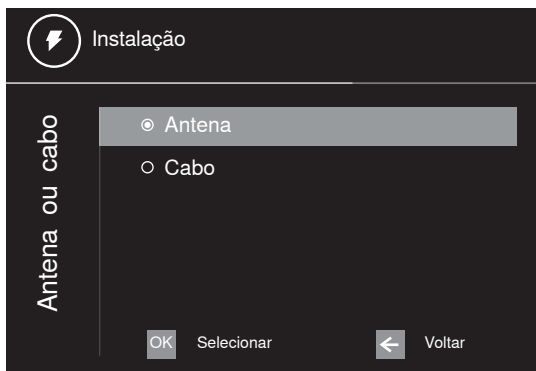 Instalação
Antena ou cabo
Antena
Cabo
OK Selecionar
Voltar